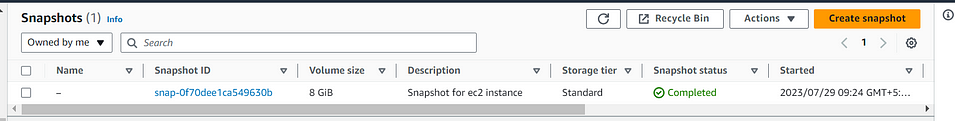 Snapshots (1) Info
Recycle Bin Actions Create snapshot
Owned by me Search 1
Name Snapshot ID Volume size Description Storage tier Snapshot status Started
– snap-0f70dee1ca549630b 8 GiB Snapshot for ec2 instance Standard Completed 2023/07/29 09:24 GMT+5:...